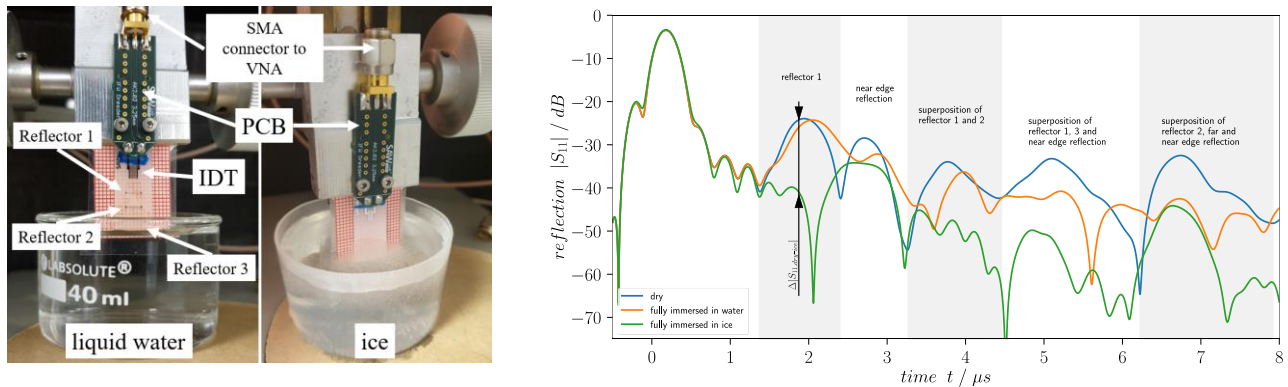 SMA
connector to
VNA
Reflector 1
PCB
IDT
Reflector 2
Reflector 3
LABSOLUTE®
40 ml
liquid water
ice
reflection |S₁₁| / dB
0
−10
−20
−30
−40
−50
−60
−70
reflector 1
near edge
reflection
superposition of
reflector 1 and 2
superposition of
reflector 1, 3 and
near edge reflection
superposition of
reflector 2, far and
near edge reflection
Δ|S₁₁,dry−ice|
dry
fully immersed in water
fully immersed in ice
0 1 2 3 4 5 6 7 8
time t / μs